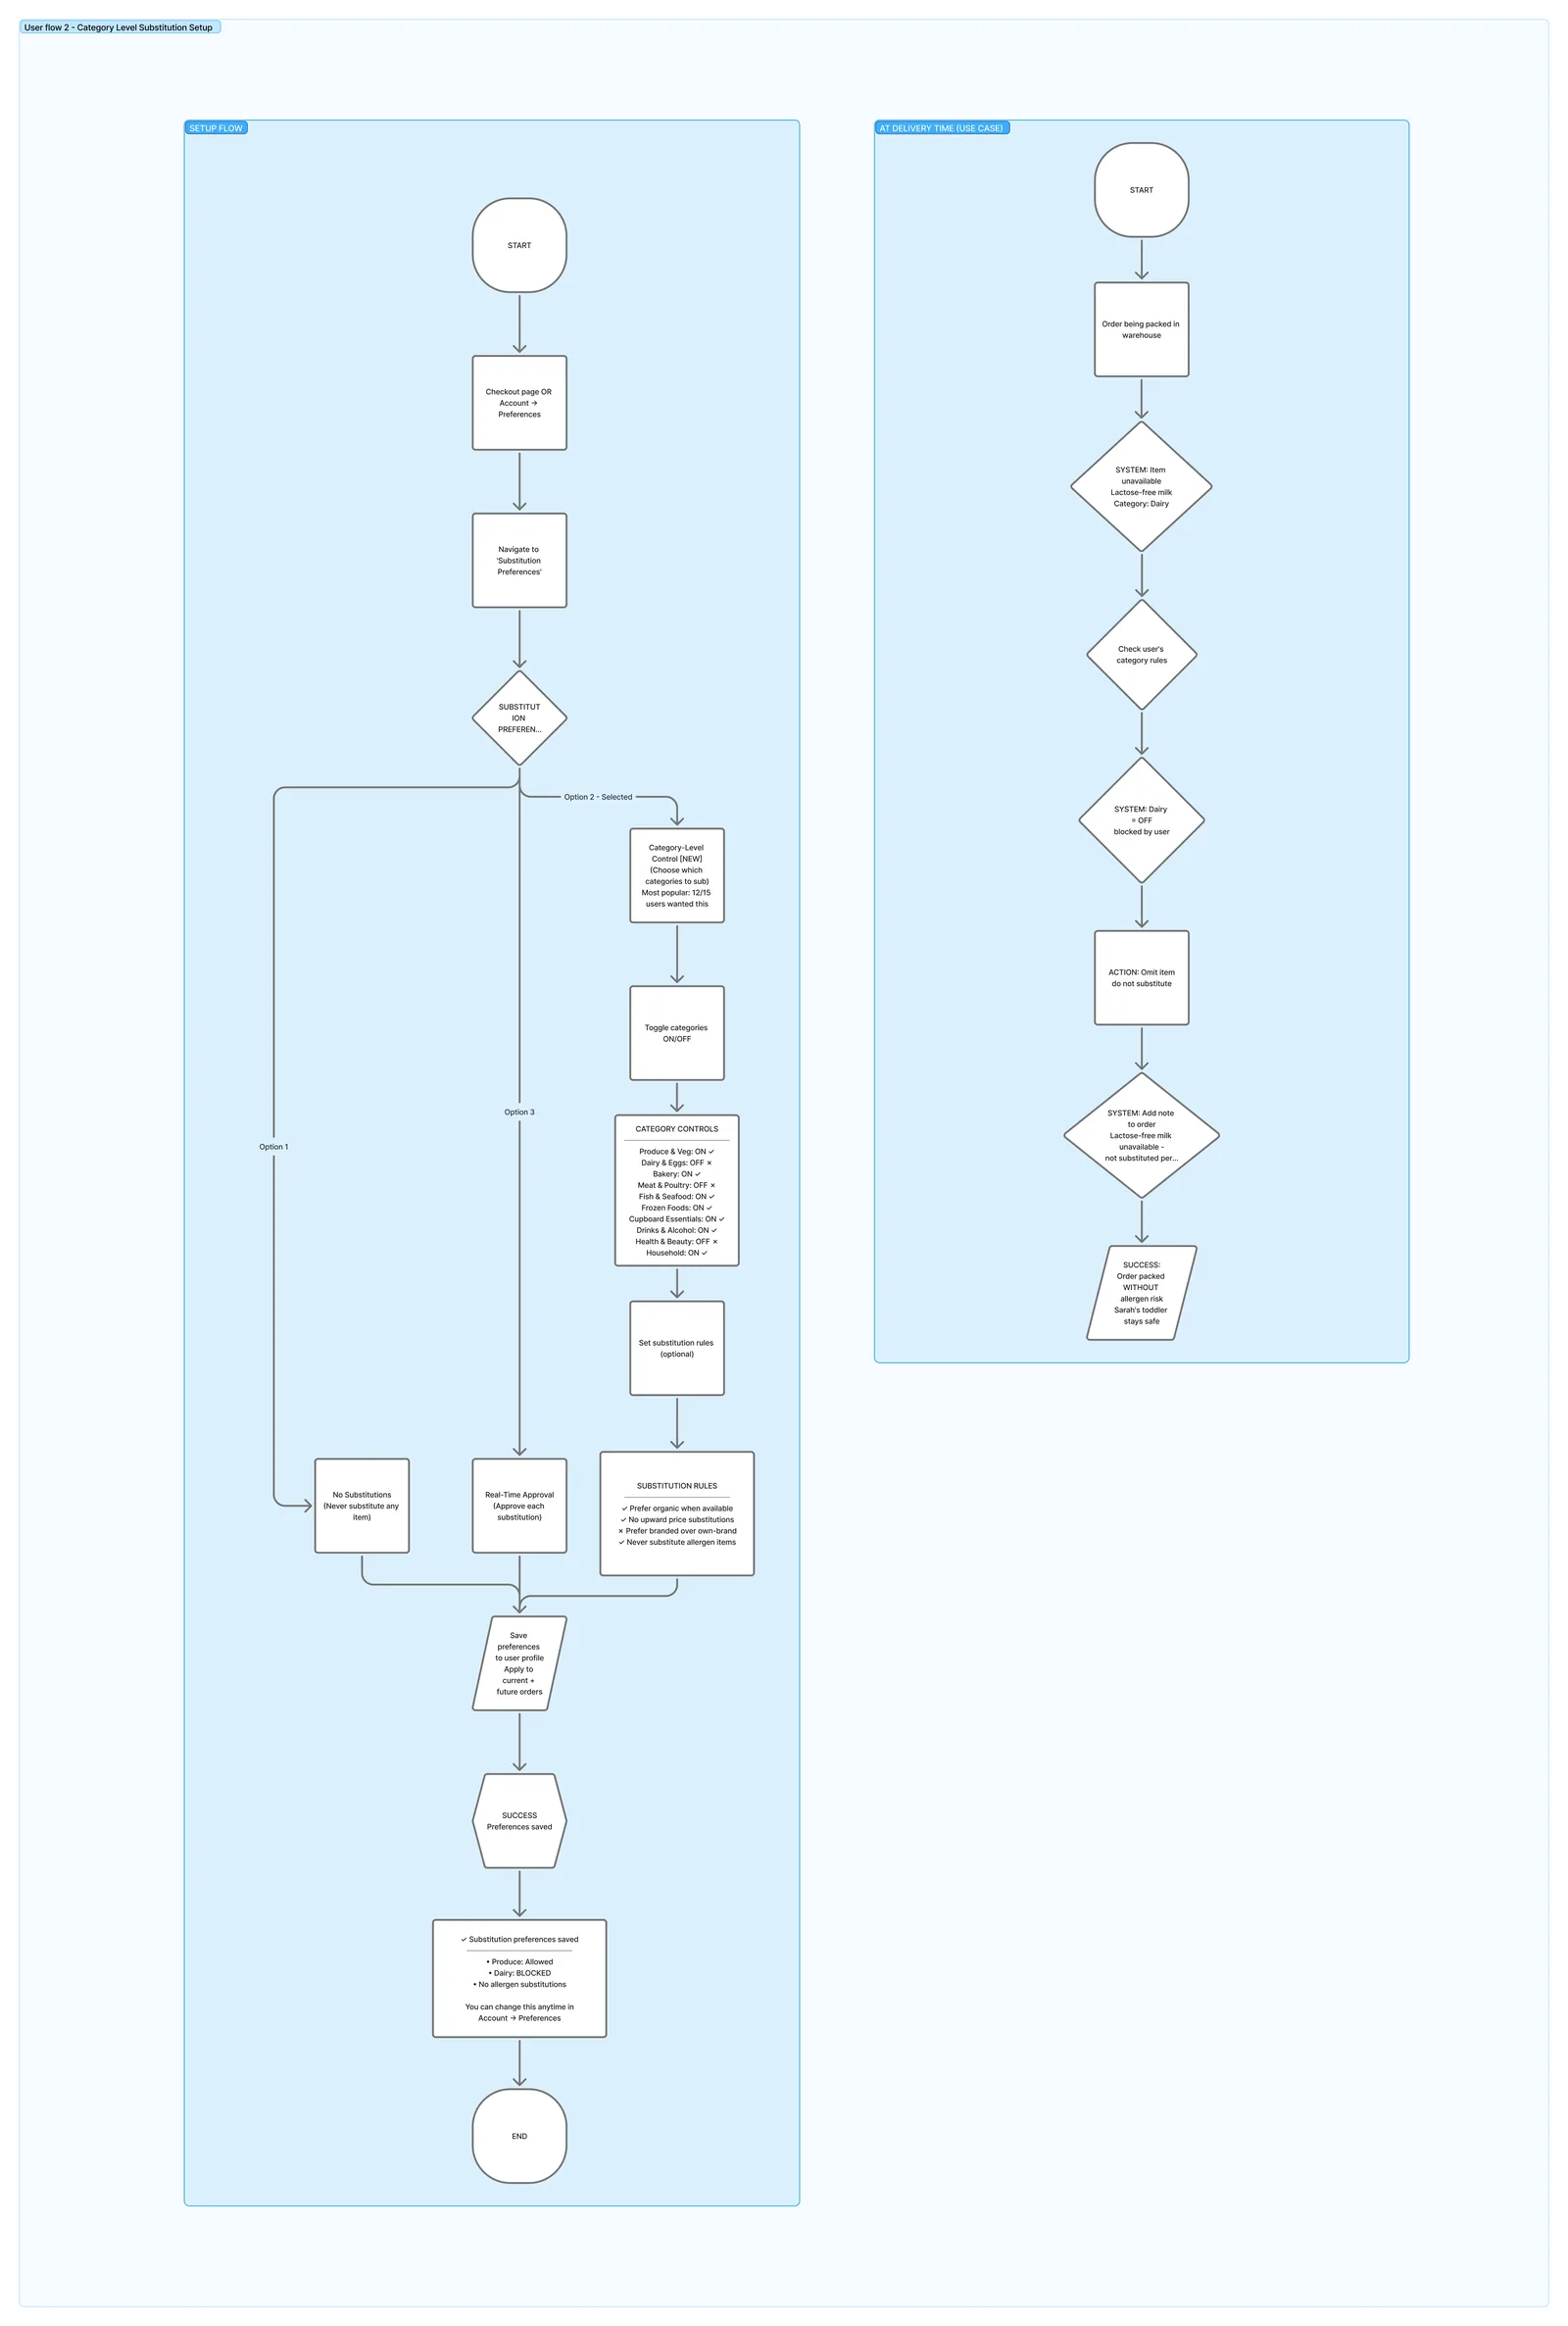 User flow 2 - Category Level Substitution Setup
SETUP FLOW
START
Checkout page OR
Account →
Preferences
Navigate to
'Substitution
Preferences'
SUBSTITUT
ION
PREFEREN...
Option 2 - Selected
Category-Level
Control [NEW]
(Choose which
categories to sub)
Most popular: 12/15
users wanted this
Toggle categories
ON/OFF
Option 3
Option 1
CATEGORY CONTROLS
Produce & Veg: ON ✓
Dairy & Eggs: OFF ×
Bakery: ON ✓
Meat & Poultry: OFF ×
Fish & Seafood: ON ✓
Frozen Foods: ON ✓
Cupboard Essentials: ON ✓
Drinks & Alcohol: ON ✓
Health & Beauty: OFF ×
Household: ON ✓
Set substitution rules
(optional)
No Substitutions
(Never substitute any
item)
Real-Time Approval
(Approve each
substitution)
SUBSTITUTION RULES
✓ Prefer organic when available
✓ No upward price substitutions
× Prefer branded over own-brand
✓ Never substitute allergen items
Save
preferences
to user profile
Apply to
current +
future orders
SUCCESS
Preferences saved
✓ Substitution preferences saved
• Produce: Allowed
• Dairy: BLOCKED
• No allergen substitutions
You can change this anytime in
Account → Preferences
END
AT DELIVERY TIME (USE CASE)
START
Order being packed in
warehouse
SYSTEM: Item
unavailable
Lactose-free milk
Category: Dairy
Check user's
category rules
SYSTEM: Dairy
= OFF
blocked by user
ACTION: Omit item
do not substitute
SYSTEM: Add note
to order
Lactose-free milk
unavailable -
not substituted per...
SUCCESS:
Order packed
WITHOUT
allergen risk
Sarah's toddler
stays safe